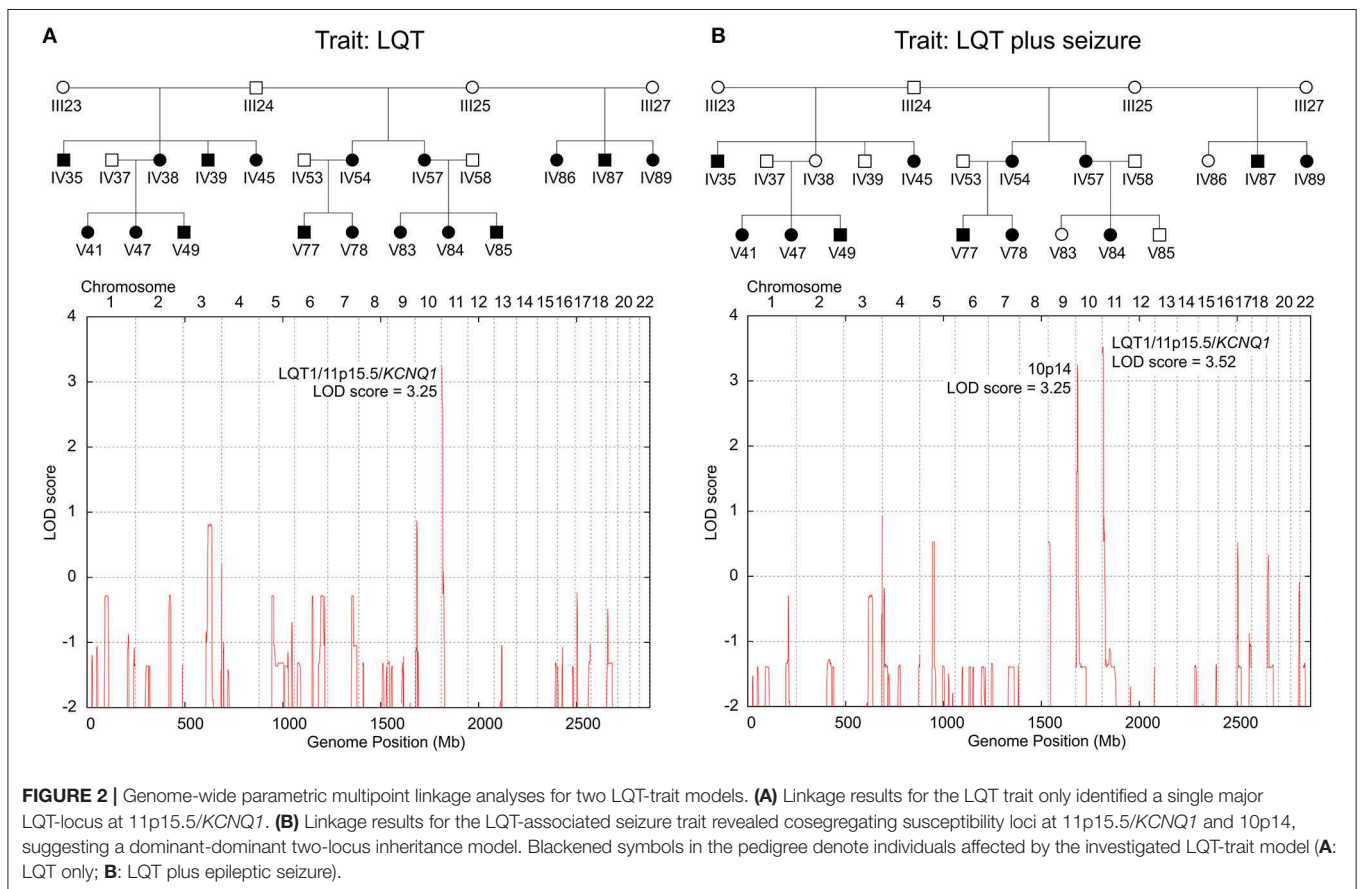 A
Trait: LQT
III23 III24 III25 III27
IV35 IV37 IV38 IV39 IV45 IV53 IV54 IV57 IV58 IV86 IV87 IV89
V41 V47 V49 V77 V78 V83 V84 V85
Chromosome
1 2 3 4 5 6 7 8 9 10 11 12 13 14 15 16 17 18 20 22
4
3
2
1
0
-1
-2
LOD score
LQT1/11p15.5/KCNQ1
LOD score = 3.25
0 500 1000 1500 2000 2500
Genome Position (Mb)
B
Trait: LQT plus seizure
III23 III24 III25 III27
IV35 IV37 IV38 IV39 IV45 IV53 IV54 IV57 IV58 IV86 IV87 IV89
V41 V47 V49 V77 V78 V83 V84 V85
Chromosome
1 2 3 4 5 6 7 8 9 10 11 12 13 14 15 16 17 18 20 22
4
3
2
1
0
-1
-2
LOD score
10p14
LOD score = 3.25
LQT1/11p15.5/KCNQ1
LOD score = 3.52
0 500 1000 1500 2000 2500
Genome Position (Mb)
FIGURE 2 | Genome-wide parametric multipoint linkage analyses for two LQT-trait models. (A) Linkage results for the LQT trait only identified a single major
LQT-locus at 11p15.5/KCNQ1. (B) Linkage results for the LQT-associated seizure trait revealed cosegregating susceptibility loci at 11p15.5/KCNQ1 and 10p14,
suggesting a dominant-dominant two-locus inheritance model. Blackened symbols in the pedigree denote individuals affected by the investigated LQT-trait model (A:
LQT only; B: LQT plus epileptic seizure).